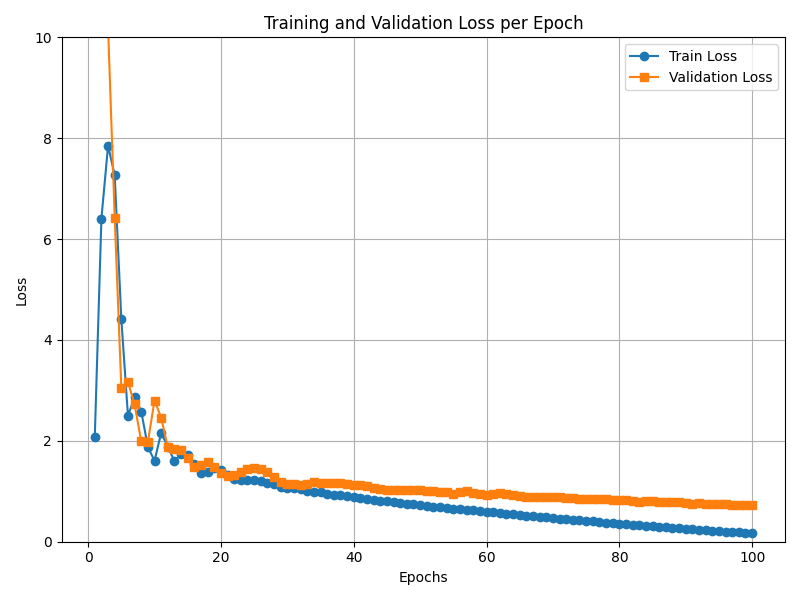 Training and Validation Loss per Epoch
10
8
6
4
2
0
Loss
Train Loss
Validation Loss
0 20 40 60 80 100
Epochs